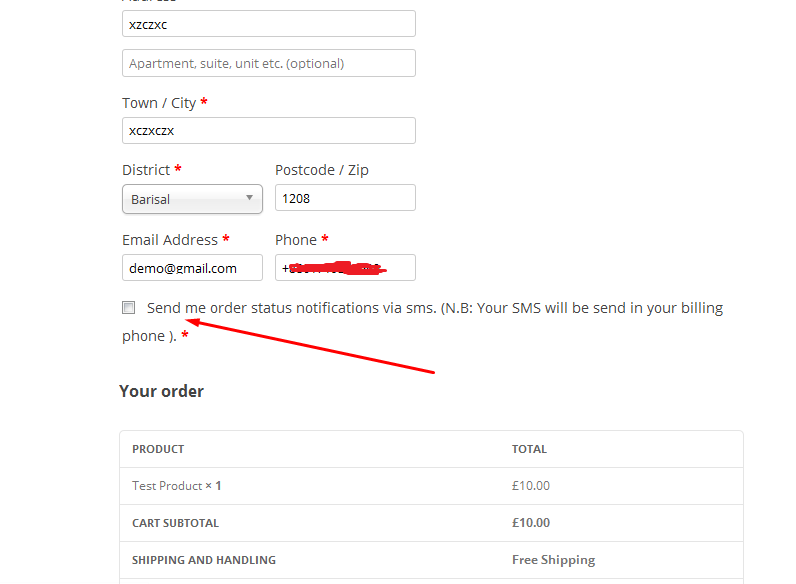 xzczxc
Apartment, suite, unit etc. (optional)
Town / City *
xczxczx
District * Postcode / Zip
Barisal 1208
Email Address * Phone *
demo@gmail.com +
Send me order status notifications via sms. (N.B: Your SMS will be send in your billing
phone ). *
Your order
PRODUCT TOTAL
Test Product × 1 £10.00
CART SUBTOTAL £10.00
SHIPPING AND HANDLING Free Shipping